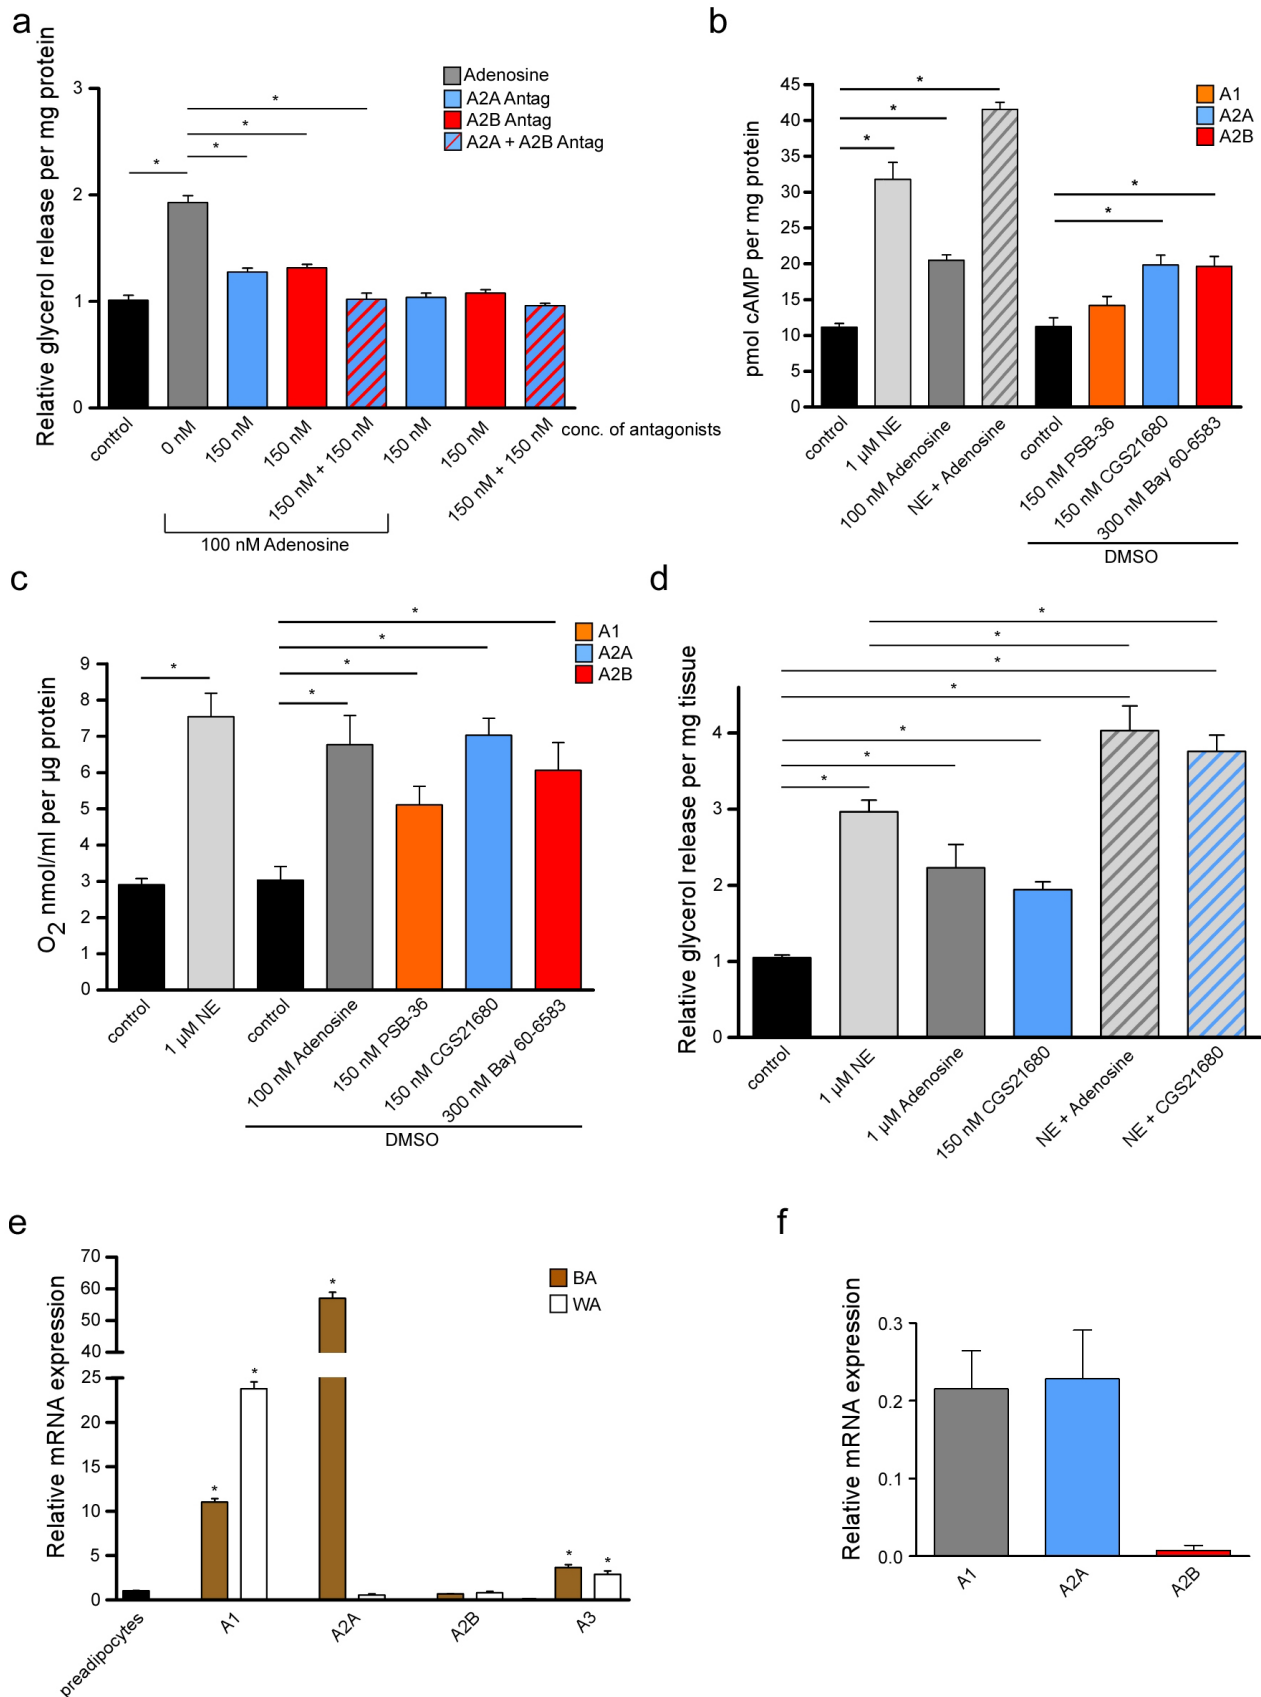 a
Relative glycerol release per mg protein
3
2
1
0
Adenosine
A2A Antag
A2B Antag
A2A + A2B Antag
*
*
*
*
control
0 nM
150 nM
150 nM
150 nM + 150 nM
150 nM
150 nM
150 nM + 150 nM
conc. of antagonists
100 nM Adenosine
b
pmol cAMP per mg protein
45
40
35
30
25
20
15
10
5
0
A1
A2A
A2B
*
*
*
*
*
control
1 µM NE
100 nM Adenosine
NE + Adenosine
control
150 nM PSB-36
150 nM CGS21680
300 nM Bay 60-6583
DMSO
c
O2 nmol/ml per µg protein
9
8
7
6
5
4
3
2
1
0
A1
A2A
A2B
*
*
*
*
*
control
1 µM NE
control
100 nM Adenosine
150 nM PSB-36
150 nM CGS21680
300 nM Bay 60-6583
DMSO
d
Relative glycerol release per mg tissue
4
3
2
1
0
*
*
*
*
*
*
*
control
1 µM NE
1 µM Adenosine
150 nM CGS21680
NE + Adenosine
NE + CGS21680
e
Relative mRNA expression
70
60
50
40
25
20
15
10
5
0
BA
WA
*
*
*
*
*
preadipocytes
A1
A2A
A2B
A3
f
Relative mRNA expression
0.3
0.2
0.1
0.0
A1
A2A
A2B